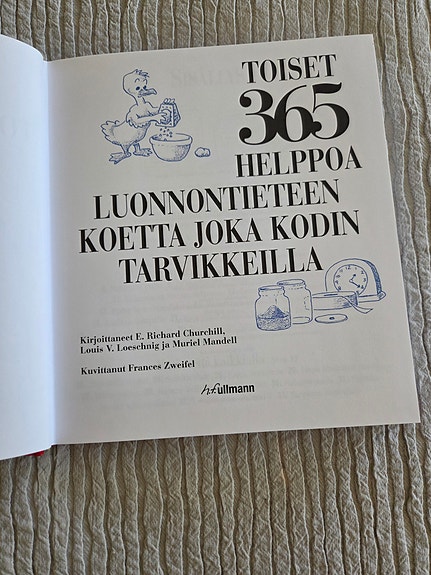 TOISET
365
HELPPOA
LUONNONTIETEEN
KOETTA JOKA KODIN
TARVIKKEILLA
Kirjoittaneet E. Richard Churchill,
Louis V. Loeschnig ja Muriel Mandell
Kuvittanut Frances Zweifel
h.f.ullmann